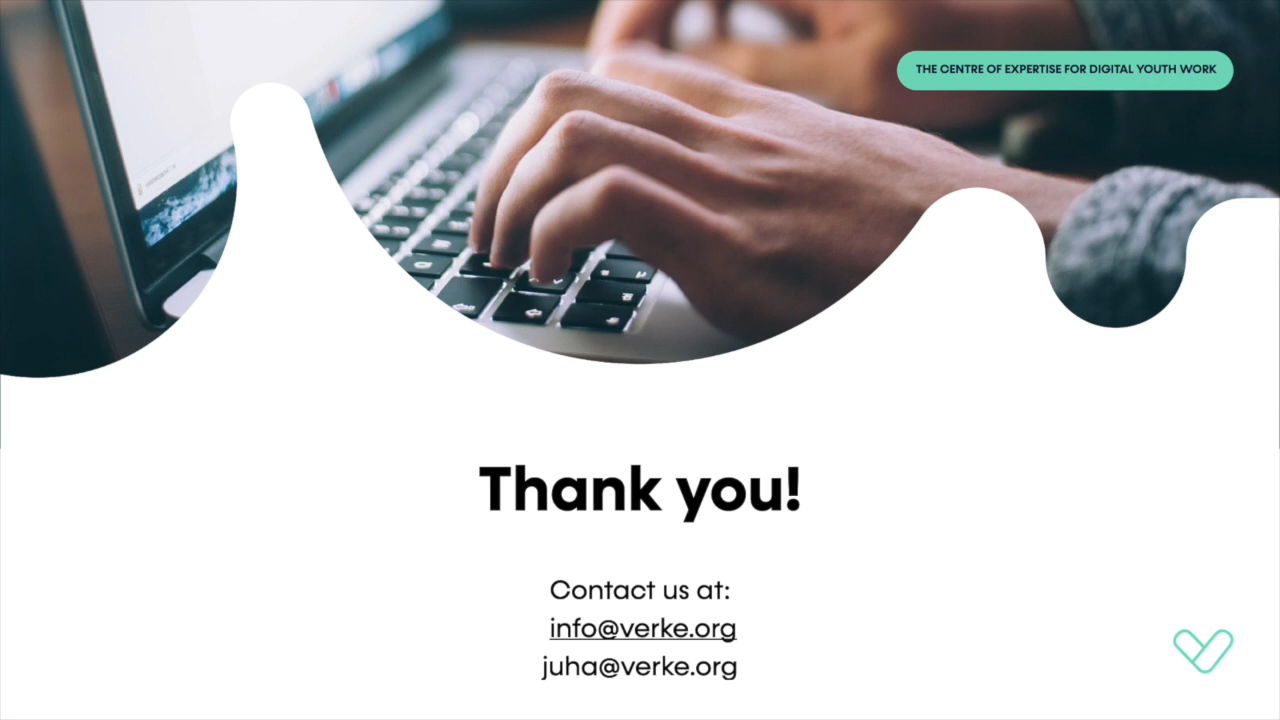 THE CENTRE OF EXPERTISE FOR DIGITAL YOUTH WORK
Thank you!
Contact us at:
info@verke.org
juha@verke.org